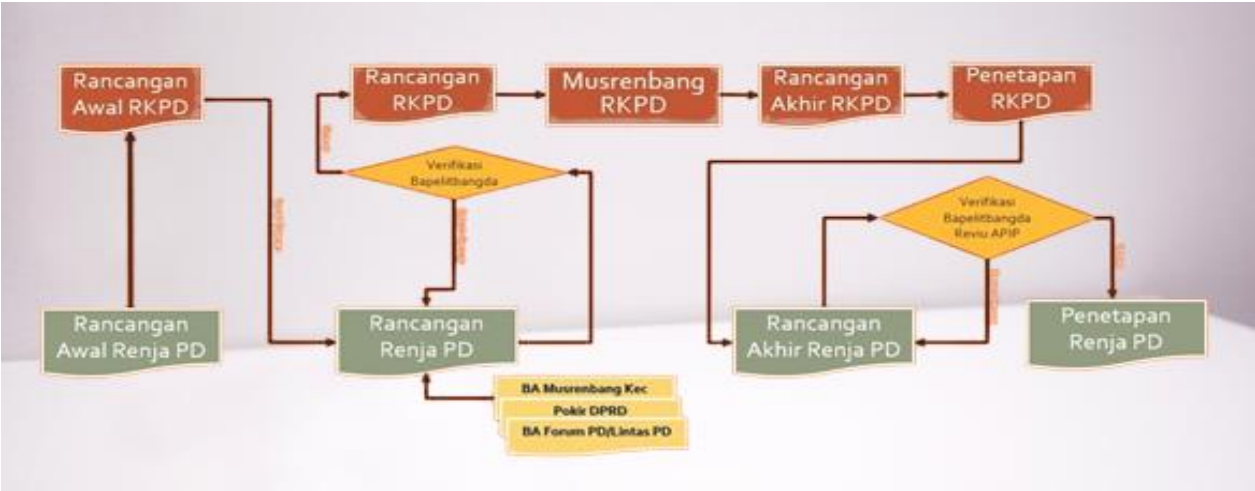 Rancangan
Awal RKPD
Rancangan
RKPD
Musrenbang
RKPD
Rancangan
Akhir RKPD
Penetapan
RKPD
Verifikasi
Bapelitbangda
Verifikasi
Bapelitbangda
Reviu APIP
Rancangan
Awal Renja PD
Rancangan
Renja PD
Rancangan
Akhir Renja PD
Penetapan
Renja PD
BA Musrenbang Kec
Pokir DPRD
BA Forum PD/Lintas PD